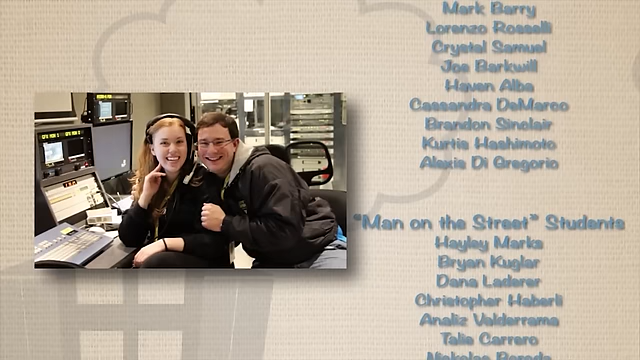 Mark Barry
Lorenzo Rosselli
Crystal Samuel
Joe Barkwill
Haven Alba
Cassandra DeMarco
Brandon Sinclair
Kurtis Hashimoto
Alexis Di Gregorio
“Man on the Street” Students
Hayley Marks
Bryan Kugler
Dana Laderer
Christopher Haberli
Analiz Valderrama
Talia Carrero